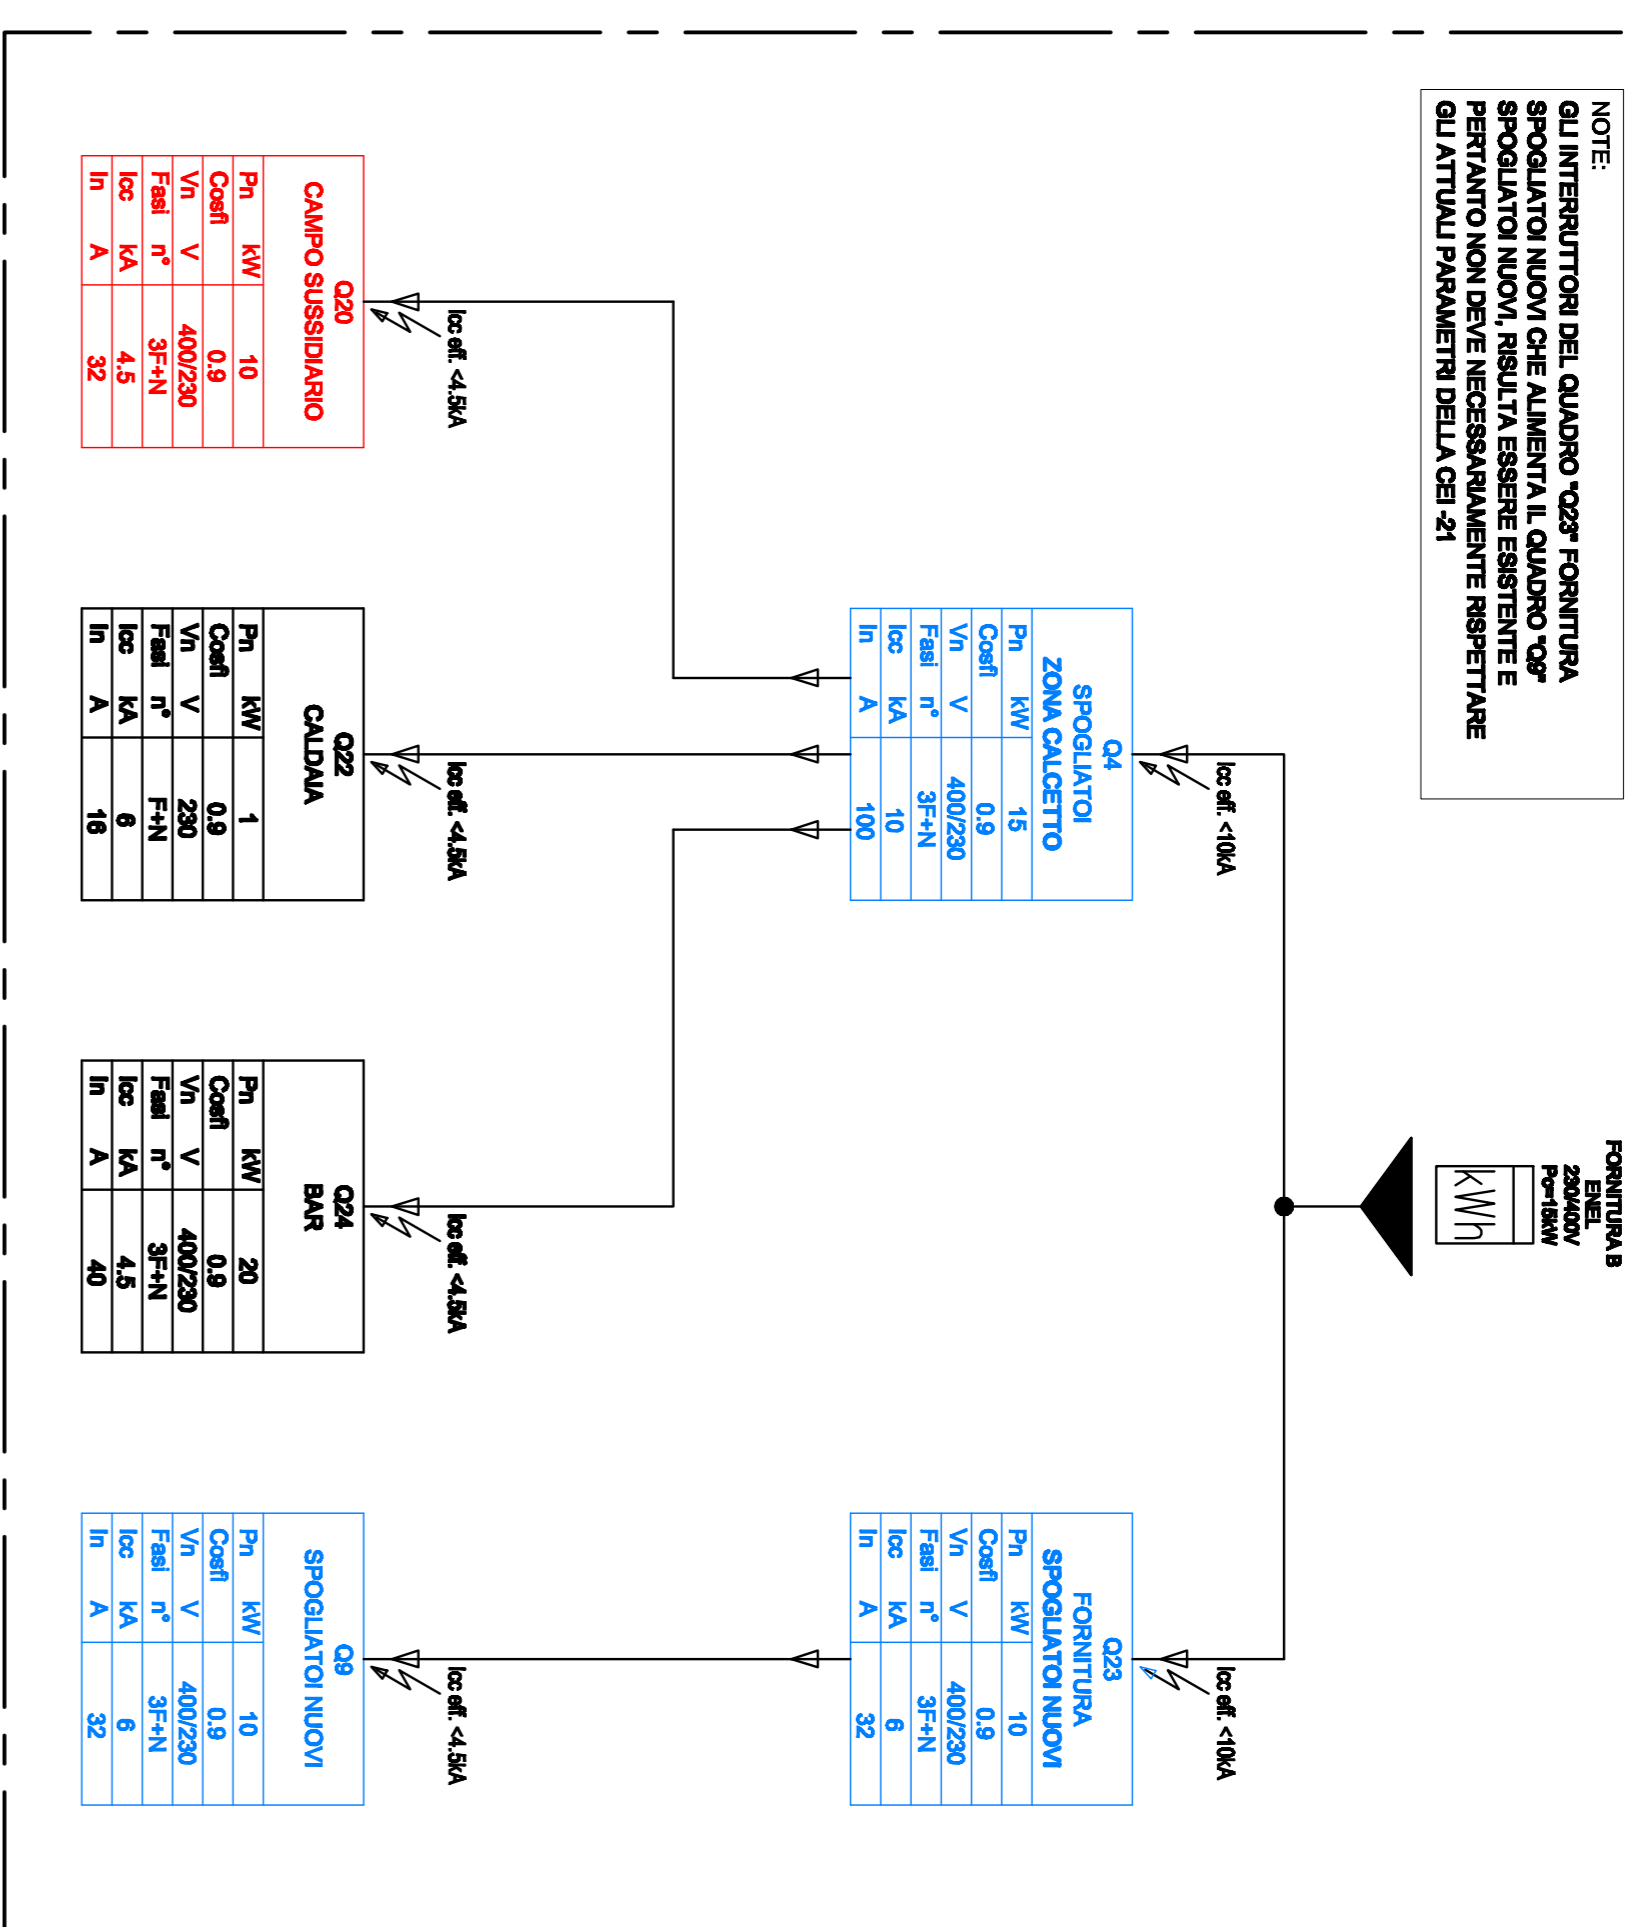 NOTE:
GLI INTERRUTTORI DEL QUADRO "Q23" FORNITURA
SPOGLIATOI NUOVI CHE ALIMENTA IL QUADRO "Q9"
SPOGLIATOI NUOVI, RISULTA ESSERE ESISTENTE E
PERTANTO NON DEVE NECESSARIAMENTE RISPETTARE
GLI ATTUALI PARAMETRI DELLA CEI -21
FORNITURA B
ENEL
230/400V
Po=15kW
kWh
Icc eff. <10kA
Icc eff. <10kA
Q4
SPOGLIATOI
ZONA CALCETTO
Pn kW 15
Cosfi 0.9
Vn V 400/230
Fasi n° 3F+N
Icc kA 10
In A 100
Q23
FORNITURA
SPOGLIATOI NUOVI
Pn kW 10
Cosfi 0.9
Vn V 400/230
Fasi n° 3F+N
Icc kA 6
In A 32
Icc eff. <4.5kA
Icc eff. <4.5kA
Icc eff. <4.5kA
Icc eff. <4.5kA
Q20
CAMPO SUSSIDIARIO
Pn kW 10
Cosfi 0.9
Vn V 400/230
Fasi n° 3F+N
Icc kA 4.5
In A 32
Q22
CALDAIA
Pn kW 1
Cosfi 0.9
Vn V 230
Fasi n° F+N
Icc kA 6
In A 16
Q24
BAR
Pn kW 20
Cosfi 0.9
Vn V 400/230
Fasi n° 3F+N
Icc kA 4.5
In A 40
Q9
SPOGLIATOI NUOVI
Pn kW 10
Cosfi 0.9
Vn V 400/230
Fasi n° 3F+N
Icc kA 6
In A 32